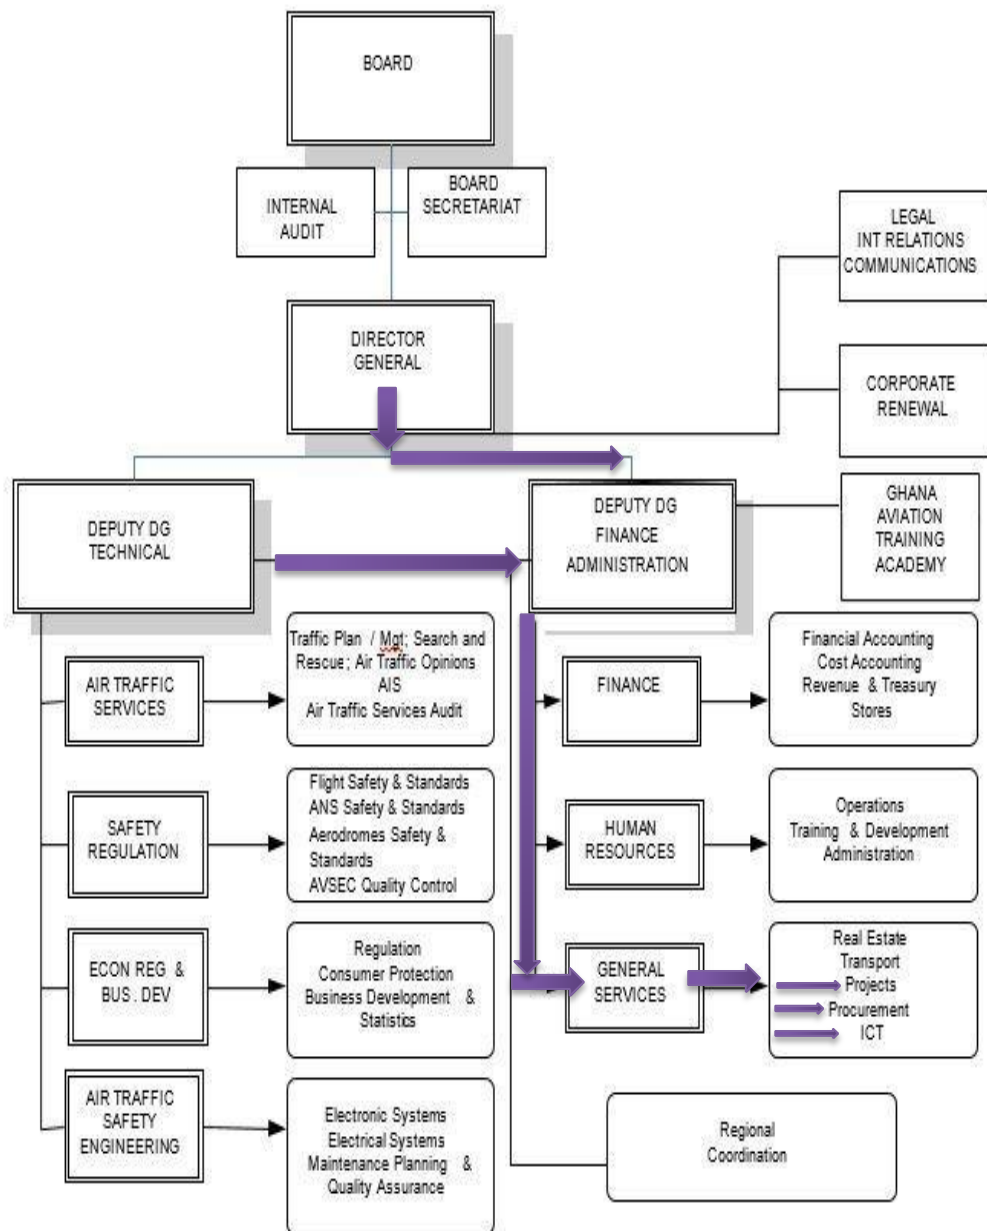 BOARD
INTERNAL
AUDIT
BOARD
SECRETARIAT
LEGAL
INT RELATIONS
COMMUNICATIONS
DIRECTOR
GENERAL
CORPORATE
RENEWAL
DEPUTY DG
TECHNICAL
DEPUTY DG
FINANCE
ADMINISTRATION
GHANA
AVIATION
TRAINING
ACADEMY
AIR TRAFFIC
SERVICES
Traffic Plan / Mgt; Search and
Rescue; Air Traffic Opinions
AIS
Air Traffic Services Audit
FINANCE
Financial Accounting
Cost Accounting
Revenue & Treasury
Stores
SAFETY
REGULATION
Flight Safety & Standards
ANS Safety & Standards
Aerodromes Safety &
Standards
AVSEC Quality Control
HUMAN
RESOURCES
Operations
Training & Development
Administration
ECON REG &
BUS . DEV
Regulation
Consumer Protection
Business Development &
Statistics
GENERAL
SERVICES
Real Estate
Transport
Projects
Procurement
ICT
AIR TRAFFIC
SAFETY
ENGINEERING
Electronic Systems
Electrical Systems
Maintenance Planning &
Quality Assurance
Regional
Coordination